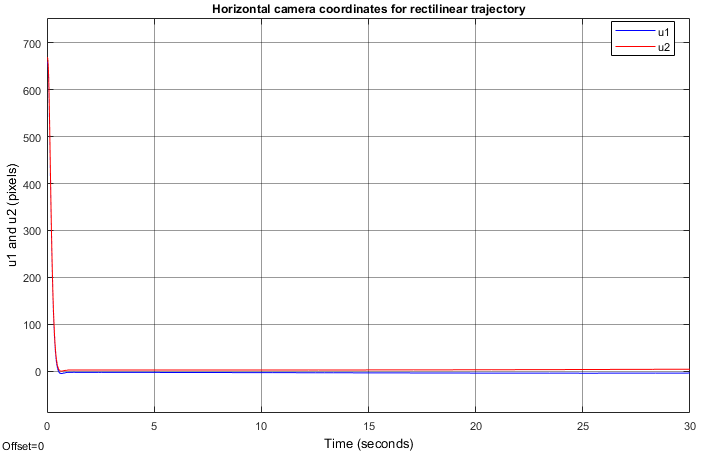 Horizontal camera coordinates for rectilinear trajectory
u1
u2
u1 and u2 (pixels)
700
600
500
400
300
200
100
0
0 5 10 15 20 25 30
Time (seconds)
Offset=0